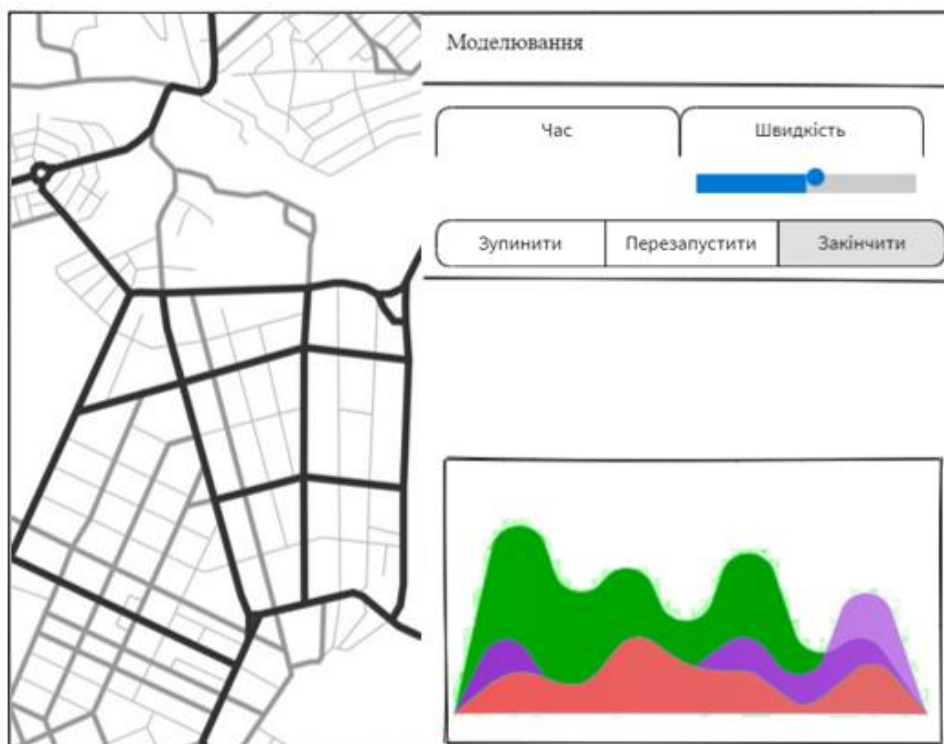 Моделювання
Час
Швидкість
Зупинити
Перезапустити
Закінчити